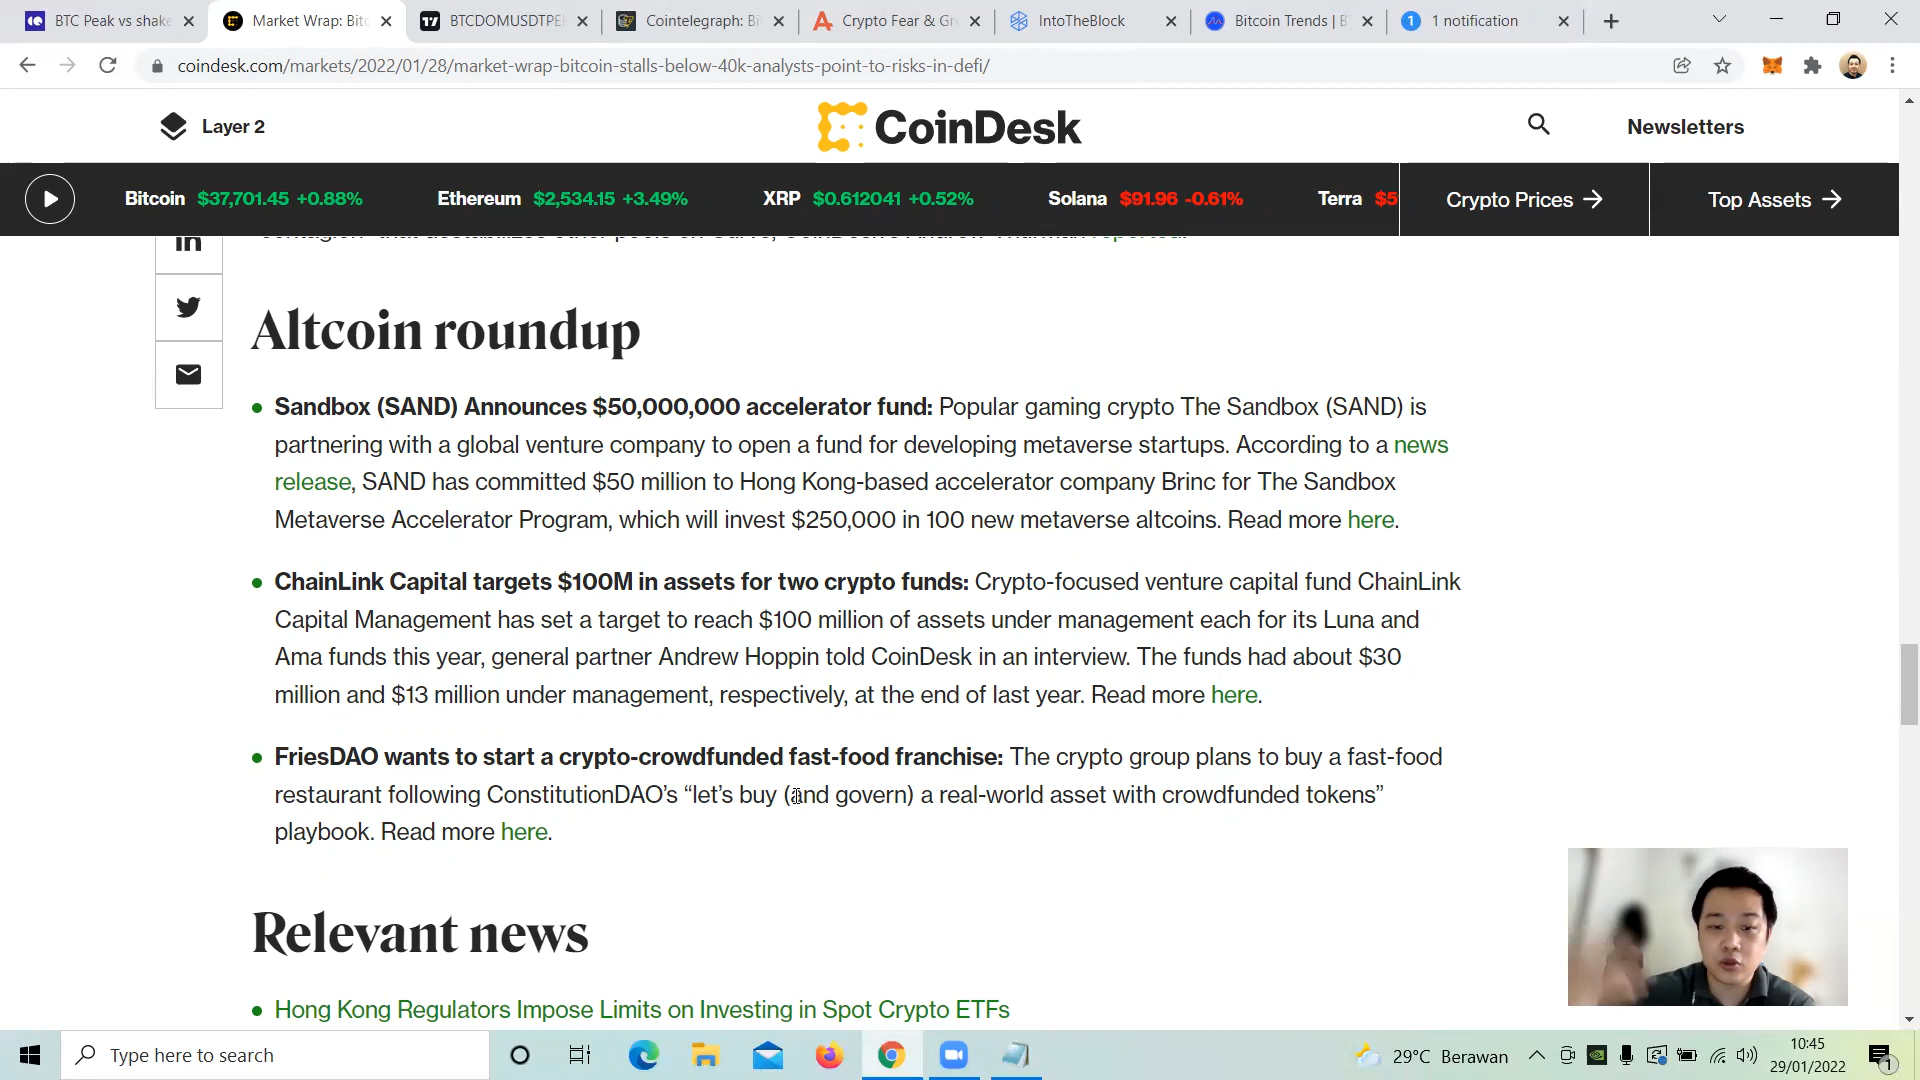 BTC Peak vs shake
Market Wrap: Bitc
BTCDOMUSDTPE
Cointelegraph: Bi
Crypto Fear & Gr
IntoTheBlock
Bitcoin Trends | B
1 notification
coindesk.com/markets/2022/01/28/market-wrap-bitcoin-stalls-below-40k-analysts-point-to-risks-in-defi/
Layer 2
CoinDesk
Newsletters
Bitcoin $37,701.45 +0.88%
Ethereum $2,534.15 +3.49%
XRP $0.612041 +0.52%
Solana $91.96 -0.61%
Terra $5
Crypto Prices →
Top Assets →
Altcoin roundup
• Sandbox (SAND) Announces $50,000,000 accelerator fund: Popular gaming crypto The Sandbox (SAND) is
partnering with a global venture company to open a fund for developing metaverse startups. According to a news
release, SAND has committed $50 million to Hong Kong-based accelerator company Brinc for The Sandbox
Metaverse Accelerator Program, which will invest $250,000 in 100 new metaverse altcoins. Read more here.
• ChainLink Capital targets $100M in assets for two crypto funds: Crypto-focused venture capital fund ChainLink
Capital Management has set a target to reach $100 million of assets under management each for its Luna and
Ama funds this year, general partner Andrew Hoppin told CoinDesk in an interview. The funds had about $30
million and $13 million under management, respectively, at the end of last year. Read more here.
• FriesDAO wants to start a crypto-crowdfunded fast-food franchise: The crypto group plans to buy a fast-food
restaurant following ConstitutionDAO’s “let’s buy (and govern) a real-world asset with crowdfunded tokens”
playbook. Read more here.
Relevant news
• Hong Kong Regulators Impose Limits on Investing in Spot Crypto ETFs
Type here to search
29°C Berawan
10:45
29/01/2022
1